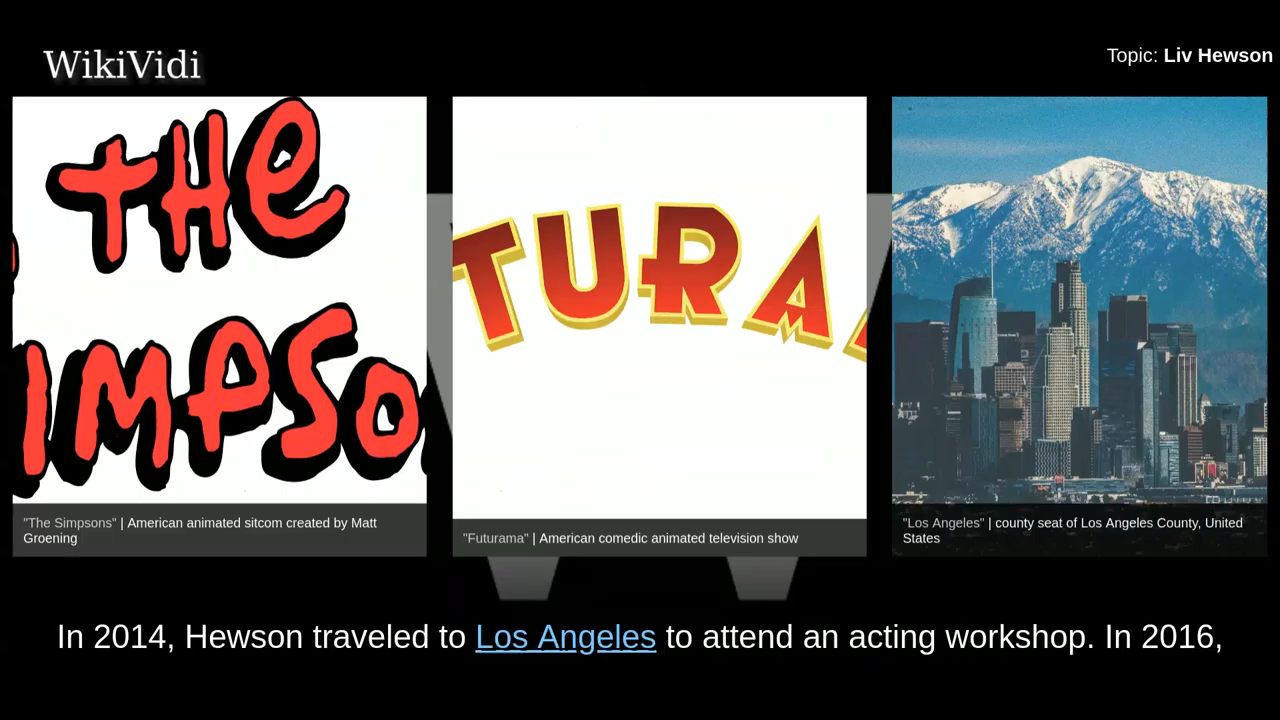 WikiVidi
Topic: Liv Hewson
THE
IMPSO
TURA
"The Simpsons" | American animated sitcom created by Matt
Groening
"Futurama" | American comedic animated television show
"Los Angeles" | county seat of Los Angeles County, United
States
In 2014, Hewson traveled to Los Angeles to attend an acting workshop. In 2016,